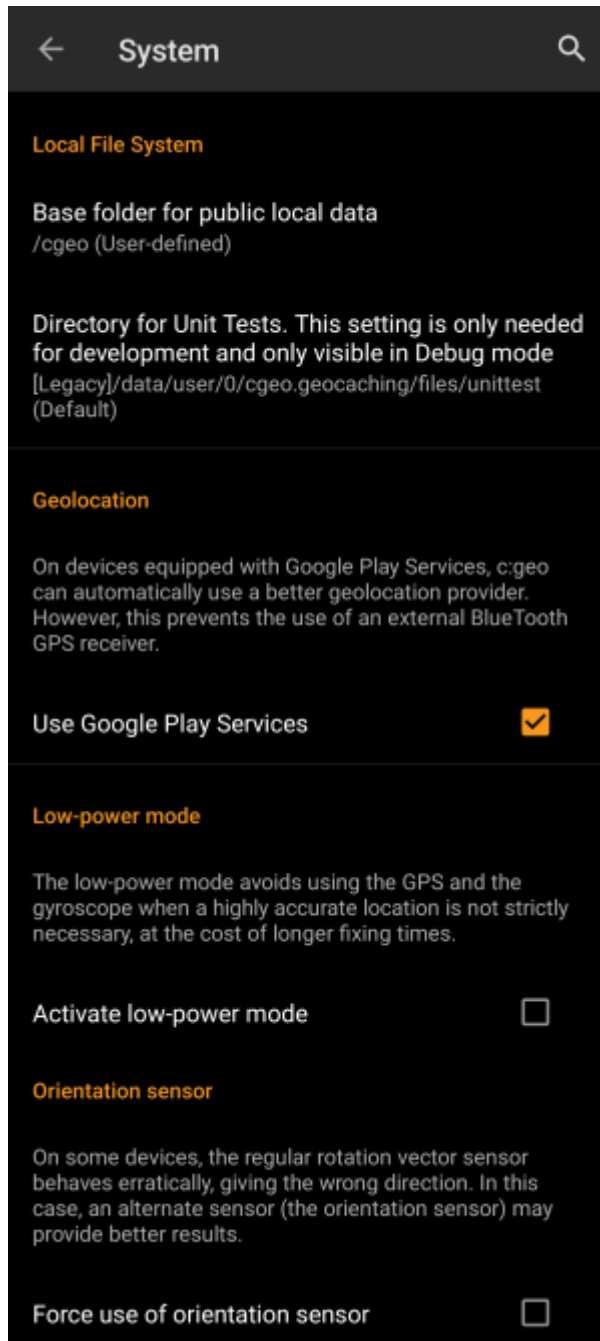 System
Local File System
Base folder for public local data
/cgeo (User-defined)
Directory for Unit Tests. This setting is only needed
for development and only visible in Debug mode
[Legacy]/data/user/0/cgeo.geocaching/files/unittest
(Default)
Geolocation
On devices equipped with Google Play Services, c:geo
can automatically use a better geolocation provider.
However, this prevents the use of an external BlueTooth
GPS receiver.
Use Google Play Services
Low-power mode
The low-power mode avoids using the GPS and the
gyroscope when a highly accurate location is not strictly
necessary, at the cost of longer fixing times.
Activate low-power mode
Orientation sensor
On some devices, the regular rotation vector sensor
behaves erratically, giving the wrong direction. In this
case, an alternate sensor (the orientation sensor) may
provide better results.
Force use of orientation sensor